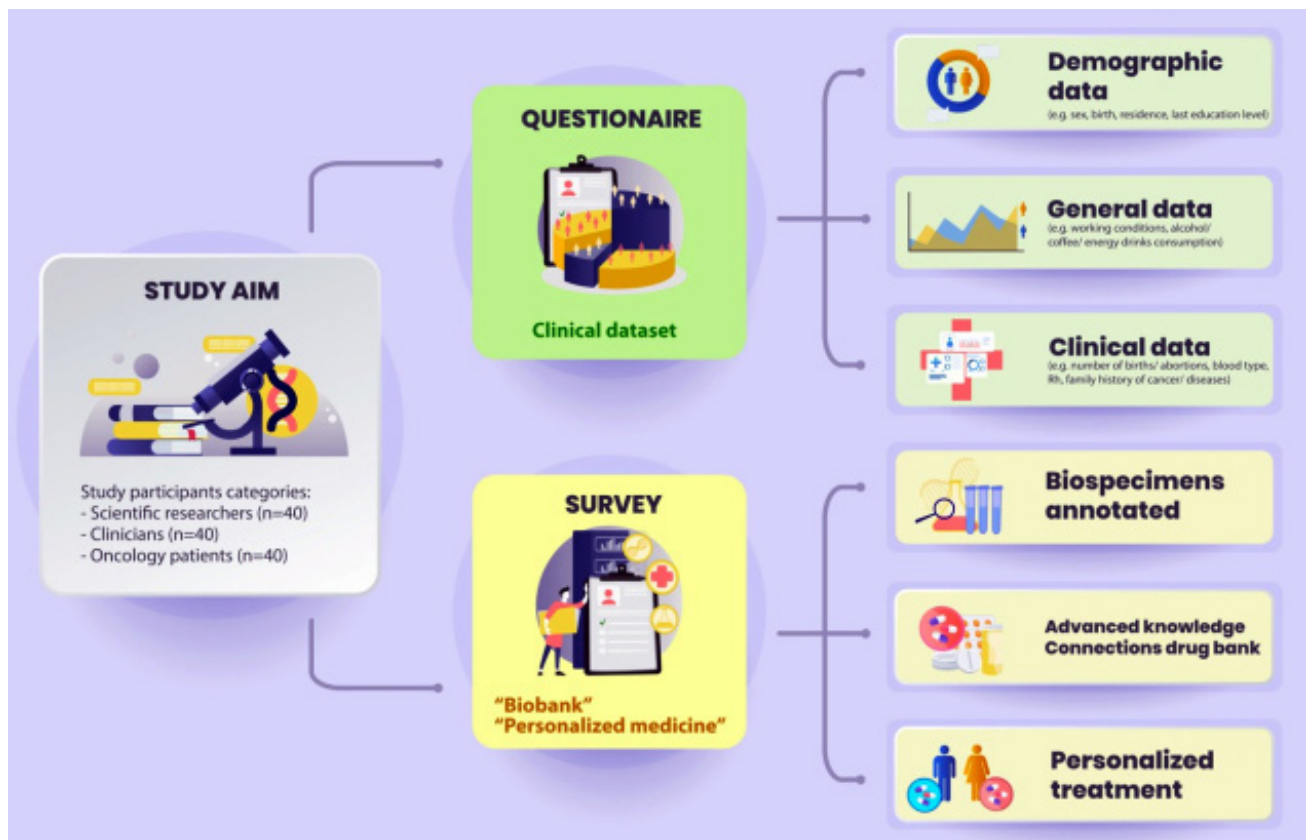 STUDY AIM
Study participants categories:
- Scientific researchers (n=40)
- Clinicians (n=40)
- Oncology patients (n=40)
QUESTIONAIRE
Clinical dataset
SURVEY
“Biobank“
“Personalized medicine”
Demographic
data
(e.g. sex, birth, residence, last education level)
General data
(e.g. working conditions, alcohol/
coffee/ energy drinks consumption)
Clinical data
(e.g. number of births/ abortions, blood type,
Rh, family history of cancer/ diseases)
Biospecimens
annotated
Advanced knowledge
Connections drug bank
Personalized
treatment